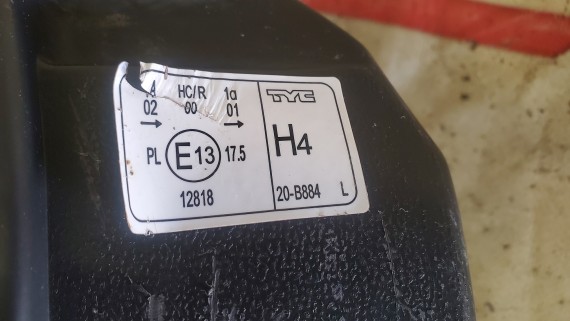 A HC/R 1a
02 00 01
→ →
PL E13 17.5
12818
TYC
H4
20-B884 L